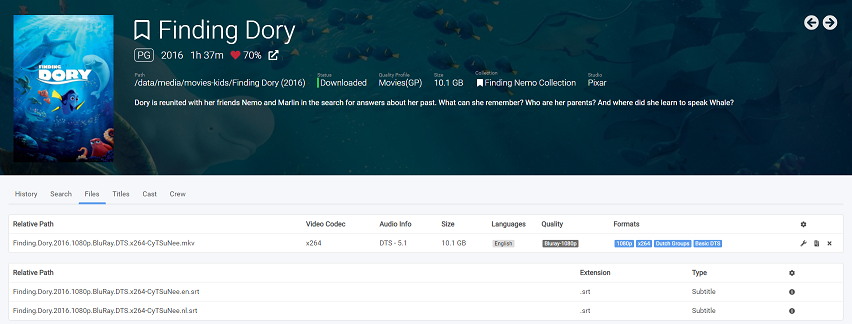 Finding Dory
PG 2016 1h 37m 70%
Path Status Quality Profile Size Collection Studio
/data/media/movies-kids/Finding Dory (2016) Downloaded Movies(GP) 10.1 GB Finding Nemo Collection Pixar
Dory is reunited with her friends Nemo and Marlin in the search for answers about her past. What can she remember? Who are her parents? And where did she learn to speak Whale?
FINDING
DORY
History Search Files Titles Cast Crew
Relative Path Video Codec Audio Info Size Languages Quality Formats
Finding.Dory.2016.1080p.BluRay.DTS.x264-CyTSuNee.mkv x264 DTS - 5.1 10.1 GB English Bluray-1080p 1080p x264 Dutch Groups Basic DTS
Relative Path Extension Type
Finding.Dory.2016.1080p.BluRay.DTS.x264-CyTSuNee.en.srt .srt Subtitle
Finding.Dory.2016.1080p.BluRay.DTS.x264-CyTSuNee.nl.srt .srt Subtitle